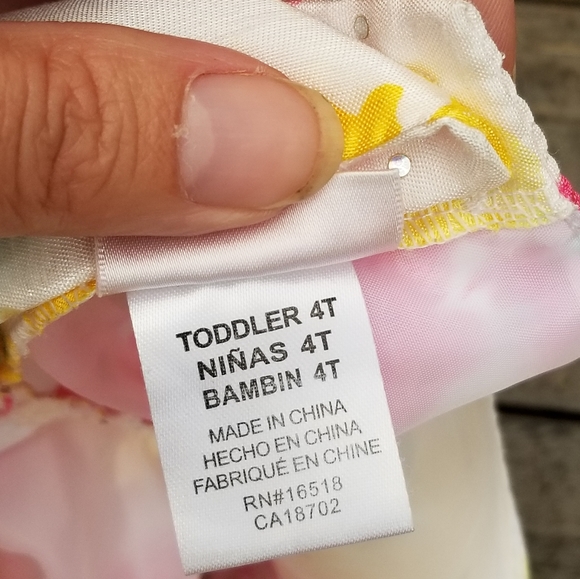 TODDLER 4T
NIÑAS 4T
BAMBIN 4T
MADE IN CHINA
HECHO EN CHINA
FABRIQUÉ EN CHINE
RN#16518
CA18702